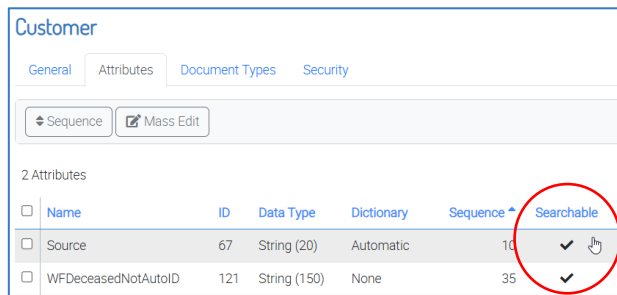 Customer
General Attributes Document Types Security
Sequence Mass Edit
2 Attributes
Name ID Data Type Dictionary Sequence Searchable
Source 67 String (20) Automatic 10
WFDeceasedNotAutoID 121 String (150) None 35